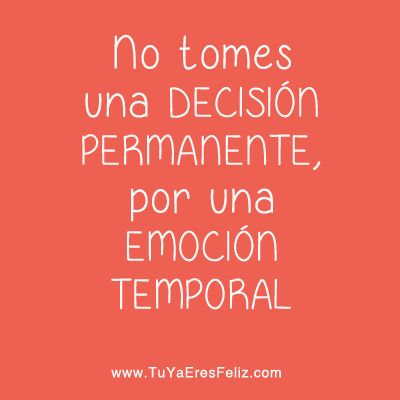 No tomes
una DECISIÓN
PERMANENTE,
por una
EMOCIÓN
TEMPORAL
www.TuYaEresFeliz.com